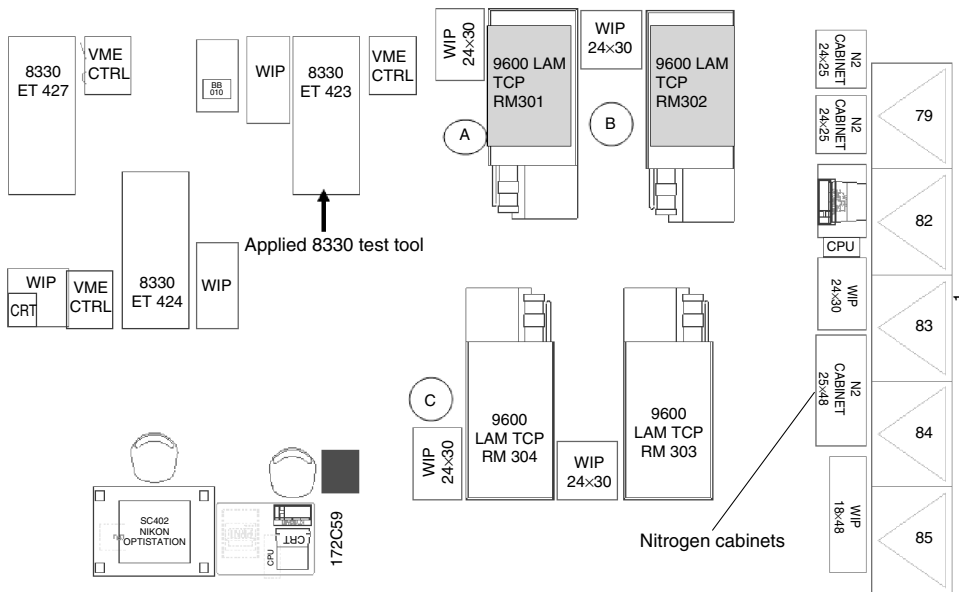 8330
ET 427
VME
CTRL
BB
010
WIP
8330
ET 423
VME
CTRL
WIP
24×30
9600 LAM
TCP
RM301
WIP
24×30
9600 LAM
TCP
RM302
A
B
N2
CABINET
24×25
N2
CABINET
24×25
79
82
CPU
WIP
24×30
83
N2
CABINET
25×48
84
WIP
18×48
85
Applied 8330 test tool
WIP
CRT
VME
CTRL
8330
ET 424
WIP
C
WIP
24×30
9600
LAM TCP
RM 304
WIP
24×30
9600
LAM TCP
RM 303
Nitrogen cabinets
SC402
NIKON
OPTISTATION
CRT
CPU
172C59